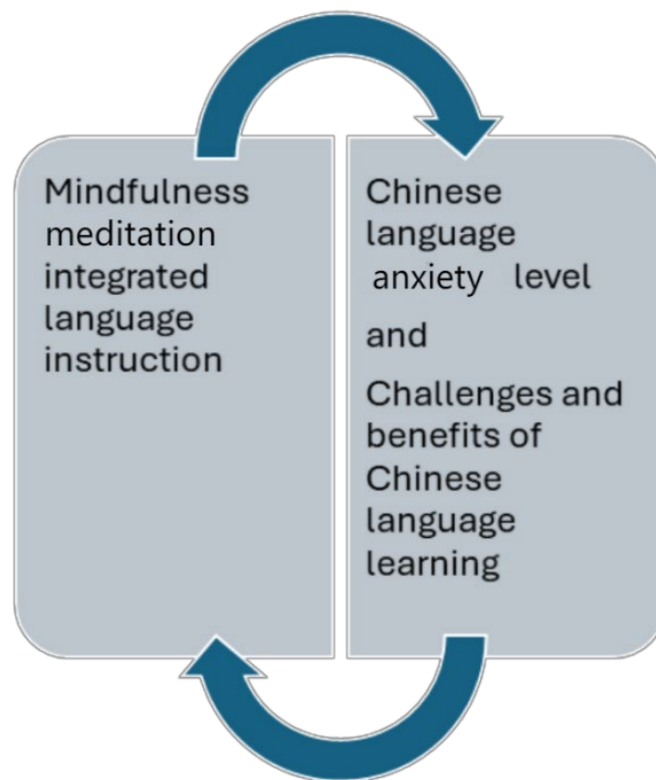 Mindfulness
meditation
integrated
language
instruction
Chinese
language
anxiety level
and
Challenges and
benefits of
Chinese
language
learning